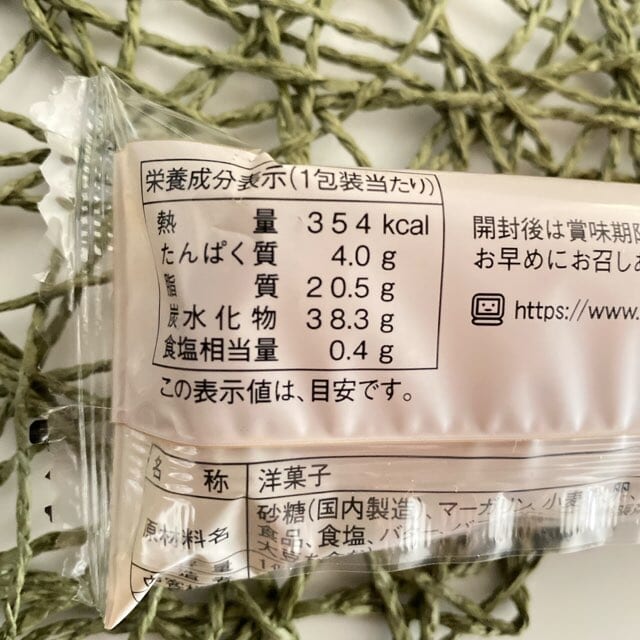 栄養成分表示(1包装当たり)
熱量 354 kcal
たんぱく質 4.0 g
脂質 20.5 g
炭水化物 38.3 g
食塩相当量 0.4 g
この表示値は、目安です。
開封後は賞味期限
お早めにお召しお
https://www.
名称 洋菓子
原材料名 砂糖(国内製造)、マーガリン、小麦
食品、食塩、バ